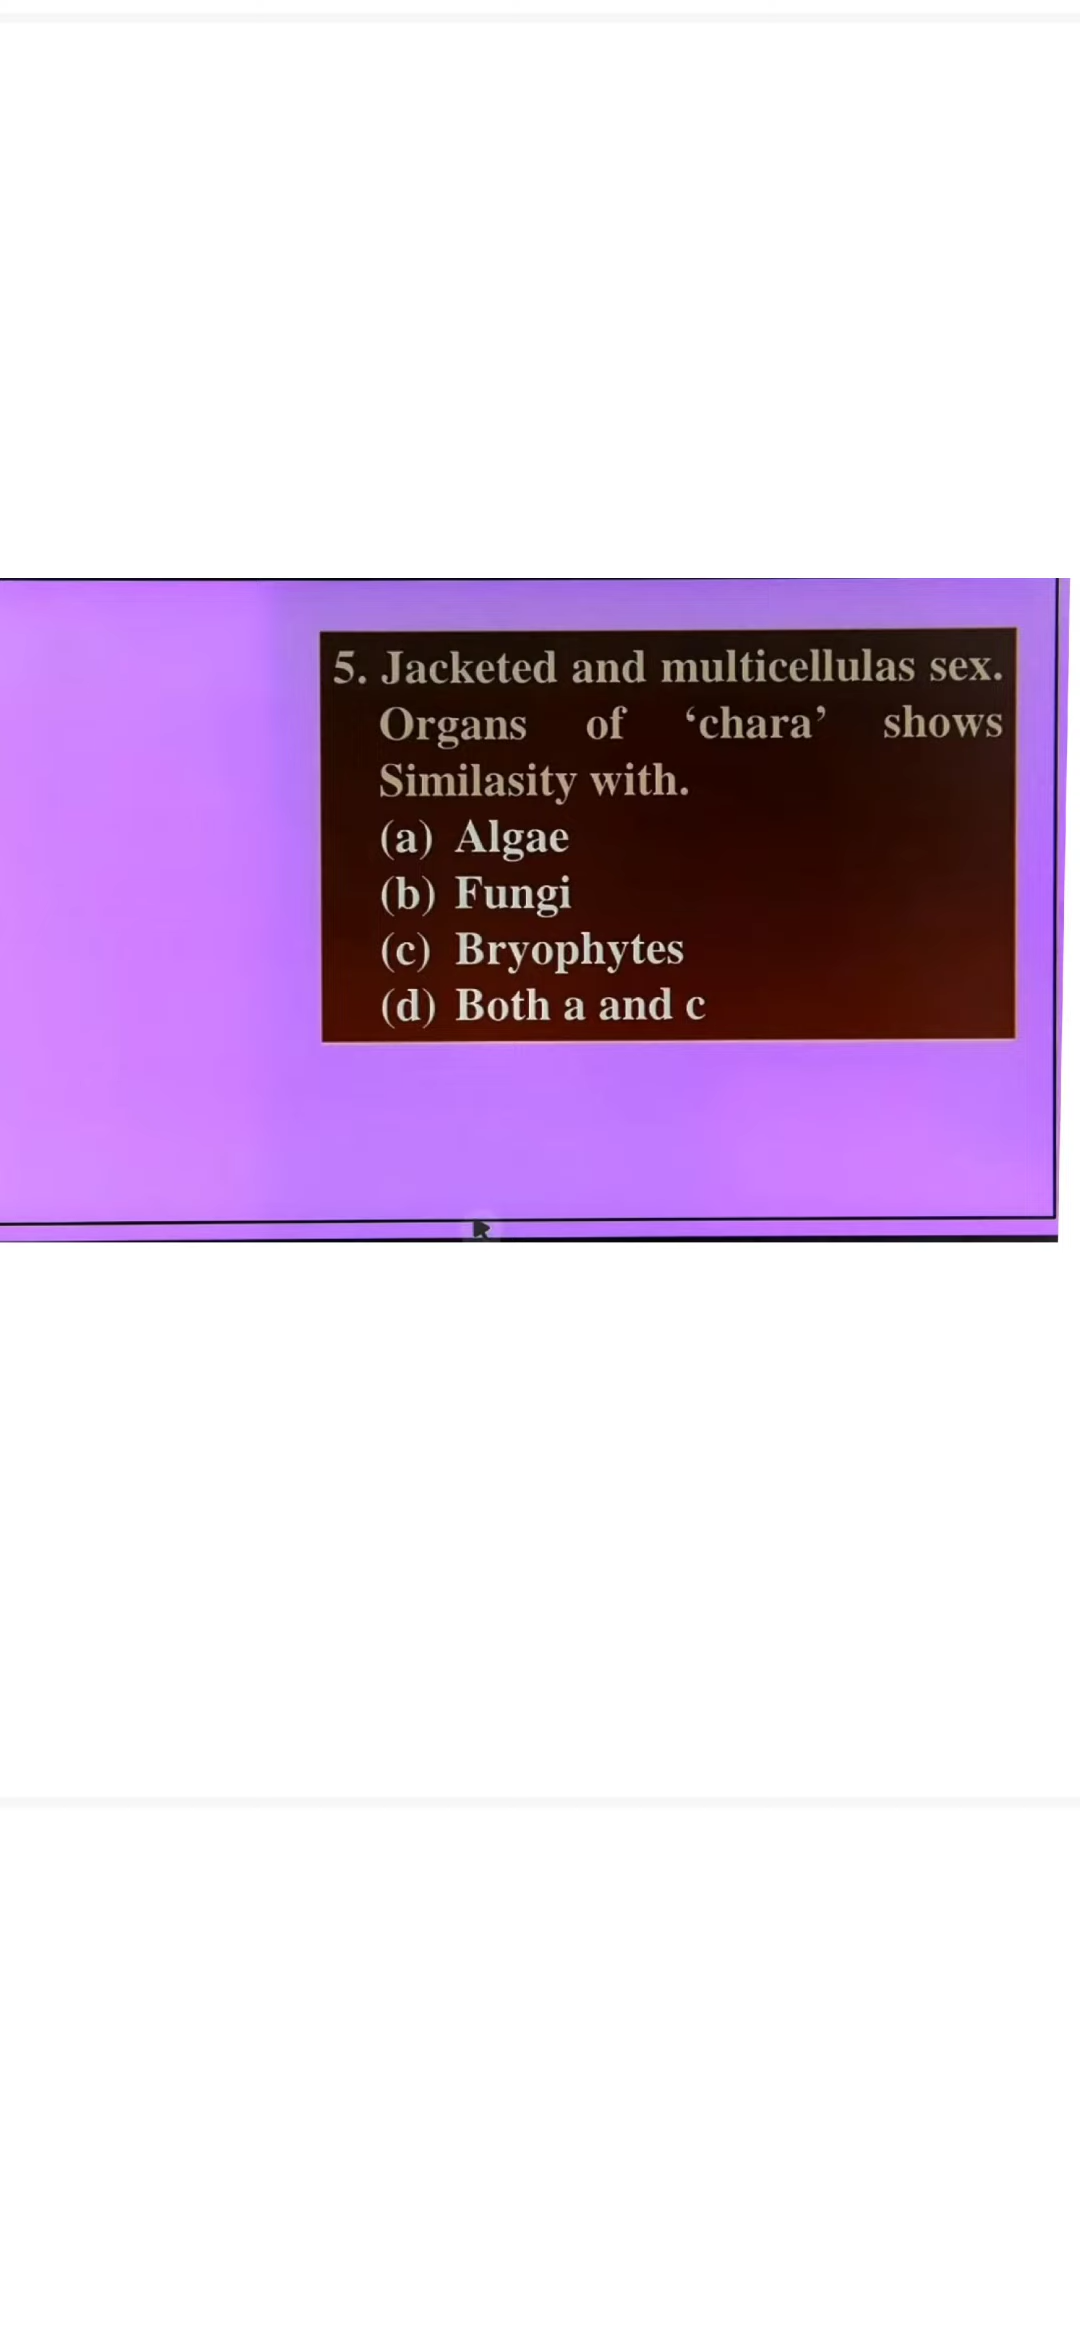 5. Jacketed and multicellulas sex.
Organs of ‘chara’ shows
Similasity with.
(a) Algae
(b) Fungi
(c) Bryophytes
(d) Both a and c